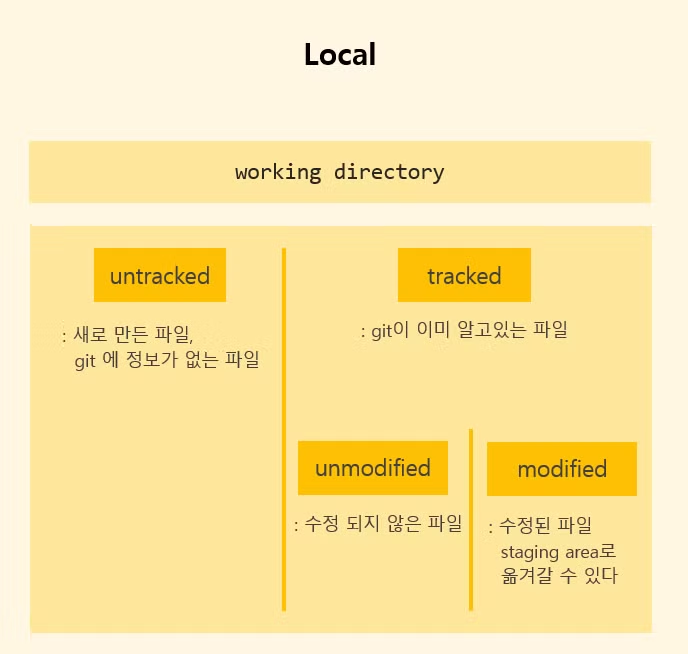 Local
working directory
untracked
: 새로 만든 파일,
git 에 정보가 없는 파일
tracked
: git이 이미 알고있는 파일
unmodified
: 수정 되지 않은 파일
modified
: 수정된 파일
staging area로
옮겨갈 수 있다